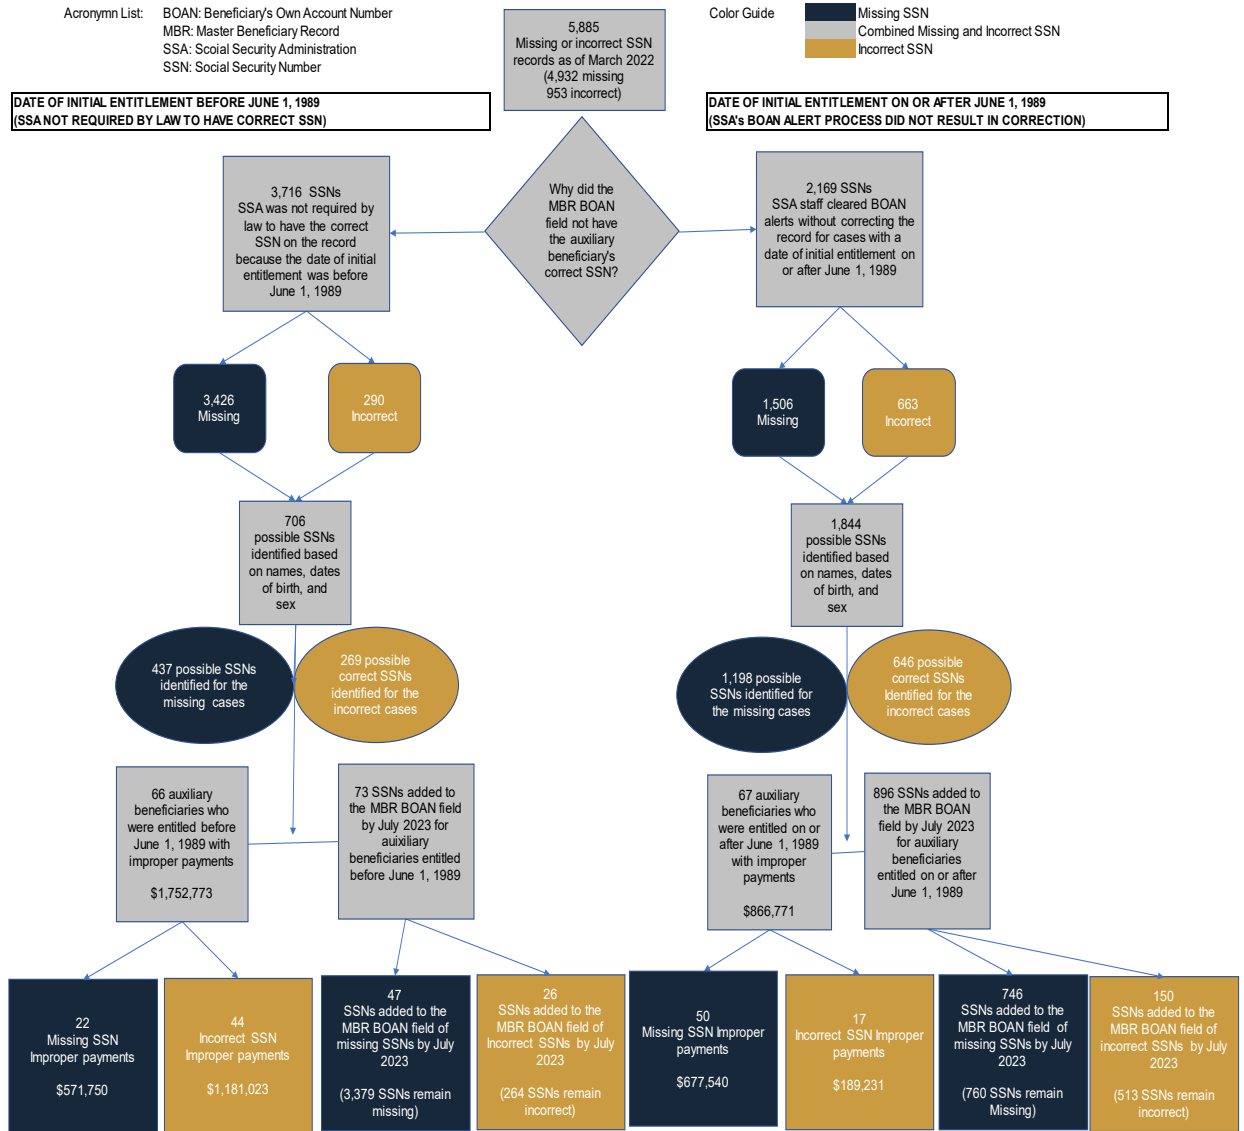 Acronymn List:
BOAN: Beneficiary's Own Account Number
MBR: Master Beneficiary Record
SSA: Scoial Security Administration
SSN: Social Security Number
5,885
Missing or incorrect SSN
records as of March 2022
(4,932 missing
953 incorrect)
Color Guide
Missing SSN
Combined Missing and Incorrect SSN
Incorrect SSN
DATE OF INITIAL ENTITLEMENT BEFORE JUNE 1, 1989
(SSA NOT REQUIRED BY LAW TO HAVE CORRECT SSN)
DATE OF INITIAL ENTITLEMENT ON OR AFTER JUNE 1, 1989
(SSA's BOAN ALERT PROCESS DID NOT RESULT IN CORRECTION)
3,716 SSNs
SSA was not required by
law to have the correct
SSN on the record
because the date of initial
entitlement was before
June 1, 1989
Why did the
MBR BOAN
field not have
the auxiliary
beneficiary's
correct SSN?
2,169 SSNs
SSA staff cleared BOAN
alerts without correcting the
record for cases with a
date of initial entitlement on
or after June 1, 1989
3,426
Missing
290
Incorrect
1,506
Missing
663
Incorrect
706
possible SSNs
identified based
on names, dates
of birth, and
sex
1,844
possible SSNs
identified based
on names, dates
of birth, and
sex
437 possible SSNs
identified for the
missing cases
269 possible
correct SSNs
identified for the
incorrect cases
1,198 possible
SSNs identified for
the missing cases
646 possible
correct SSNs
Identified for the
incorrect cases
66 auxiliary
beneficiaries who
were entitled before
June 1, 1989 with
improper payments
$1,752,773
73 SSNs added to
the MBR BOAN field
by July 2023 for
auixiliary
beneficiaries entitled
before June 1, 1989
67 auxiliary
beneficiaries who
were entitled on or
after June 1, 1989
with improper
payments
$866,771
896 SSNs added to
the MBR BOAN
field by July 2023
for auxiliary
beneficiaries
entitled on or after
June 1, 1989
22
Missing SSN
Improper payments
$571,750
44
Incorrect SSN
Improper payments
$1,181,023
47
SSNs added to the
MBR BOAN field of
missing SSNs by July
2023
(3,379 SSNs remain
missing)
26
SSNs added to the
MBR BOAN field of
Incorrect SSNs by July
2023
(264 SSNs remain
incorrect)
50
Missing SSN Improper
payments
$677,540
17
Incorrect SSN Improper
payments
$189,231
746
SSNs added to the
MBR BOAN field of
missing SSNs by July
2023
(760 SSNs remain
Missing)
150
SSNs added to the
MBR BOAN field of
incorrect SSNs by July
2023
(513 SSNs remain
incorrect)